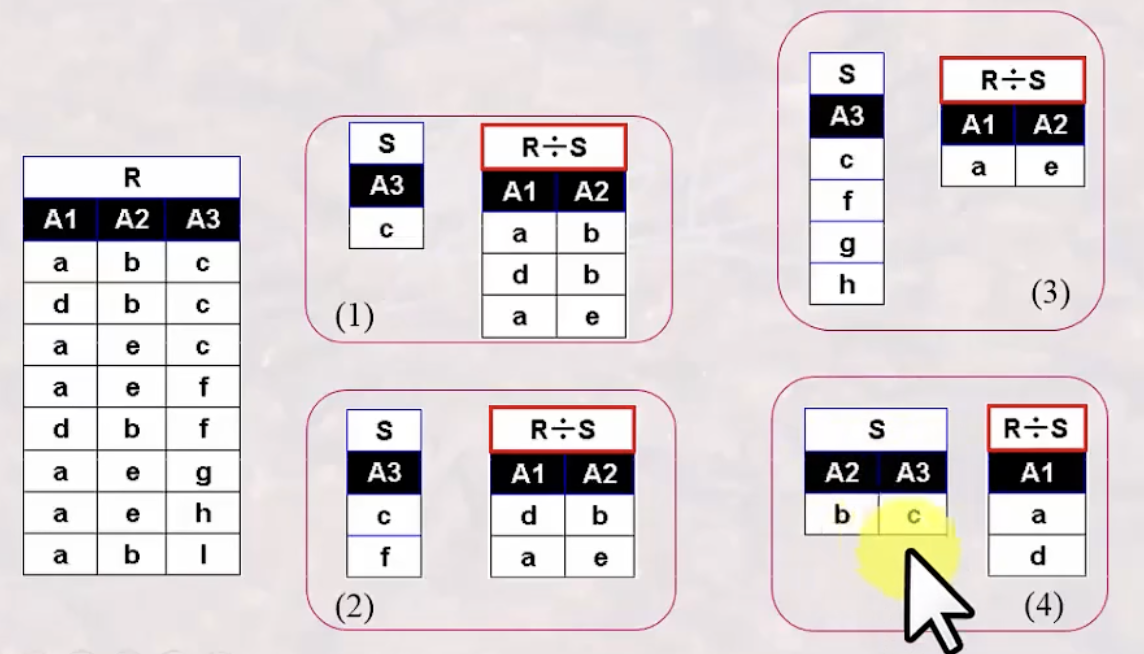 R
A1 A2 A3
a b c
d b c
a e c
a e f
d b f
a e g
a e h
a b l
S
A3
c
R÷S
A1 A2
a b
d b
a e
(1)
S
A3
c
f
R÷S
A1 A2
d b
a e
(2)
S
A3
c
f
g
h
R÷S
A1 A2
a e
(3)
S
A2 A3
b c
R÷S
A1
a
d
(4)